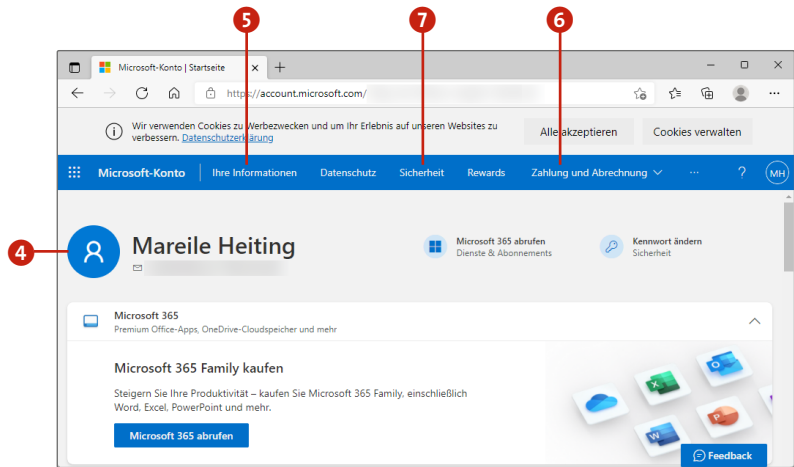 5
7
6
Microsoft-Konto | Startseite
https://account.microsoft.com/
Wir verwenden Cookies zu Werbezwecken und um Ihr Erlebnis auf unseren Websites zu
verbessern. Datenschutzerklärung
Alle akzeptieren
Cookies verwalten
Microsoft-Konto
Ihre Informationen
Datenschutz
Sicherheit
Rewards
Zahlung und Abrechnung
...
?
MH
4
Mareile Heiting
Microsoft 365 abrufen
Dienste & Abonnements
Kennwort ändern
Sicherheit
Microsoft 365
Premium Office-Apps, OneDrive-Cloudspeicher und mehr
Microsoft 365 Family kaufen
Steigern Sie Ihre Produktivität – kaufen Sie Microsoft 365 Family, einschließlich
Word, Excel, PowerPoint und mehr.
Microsoft 365 abrufen
Feedback